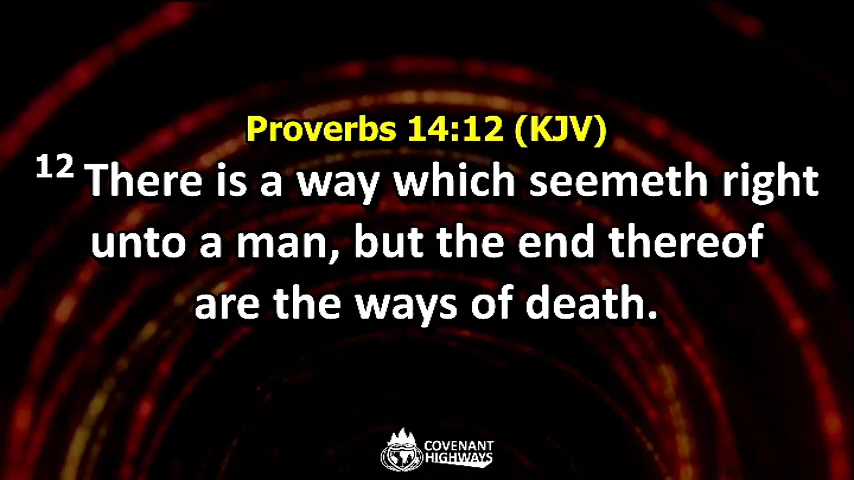 Proverbs 14:12 (KJV)
12 There is a way which seemeth right
unto a man, but the end thereof
are the ways of death.
COVENANT
HIGHWAYS